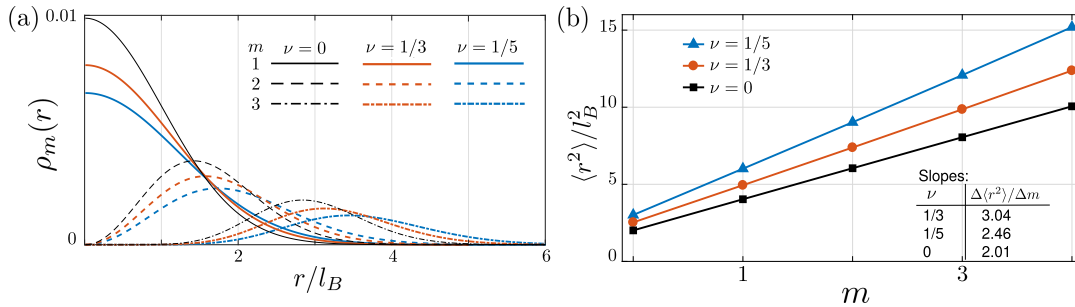 (a)
0.01
m ν = 0 ν = 1/3 ν = 1/5
1
2
3
ρm(r)
0
2 4 6
r/lB
(b)
15
10
5
0
⟨r²⟩/l²B
ν = 1/5
ν = 1/3
ν = 0
Slopes:
ν Δ⟨r²⟩/Δm
1/3 3.04
1/5 2.46
0 2.01
1 3
m